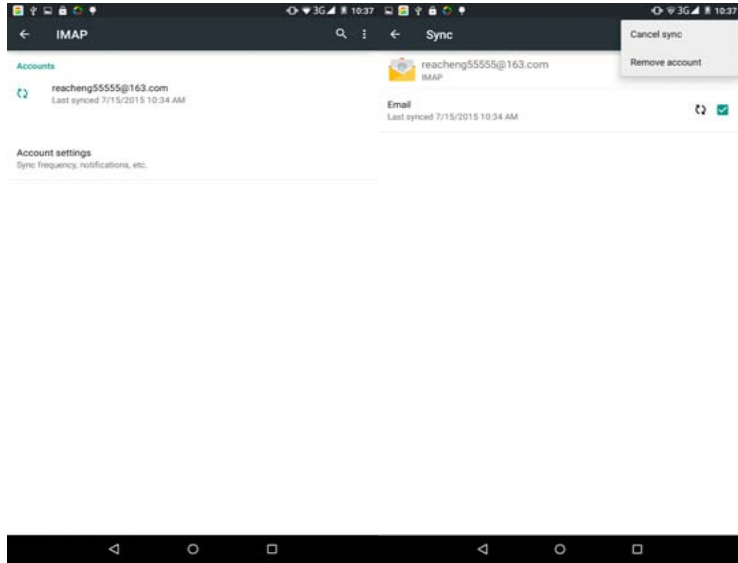 3G 10:37
IMAP
Accounts
reacheng55555@163.com
Last synced 7/15/2015 10:34 AM
Account settings
Sync frequency, notifications, etc.
3G 10:37
Sync
Cancel sync
Remove account
reacheng55555@163.com
IMAP
Email
Last synced 7/15/2015 10:34 AM